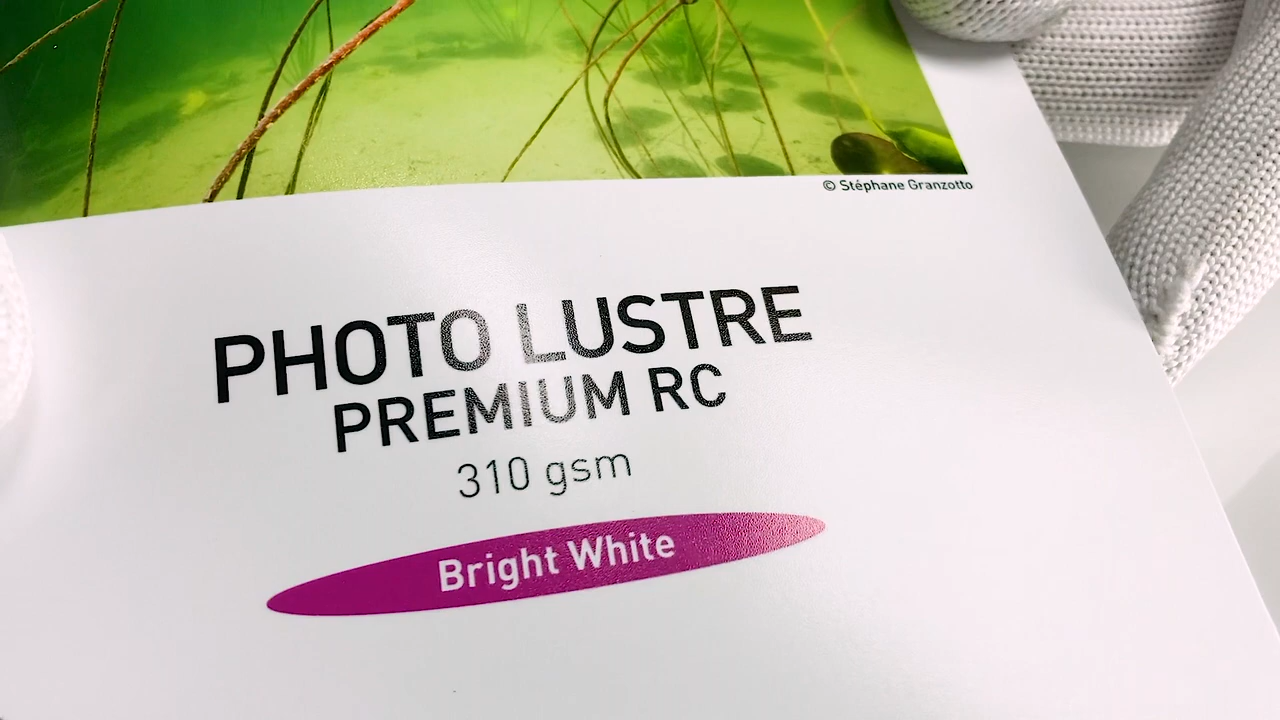 © Stéphane Granzotto
PHOTO LUSTRE
PREMIUM RC
310 gsm
Bright White